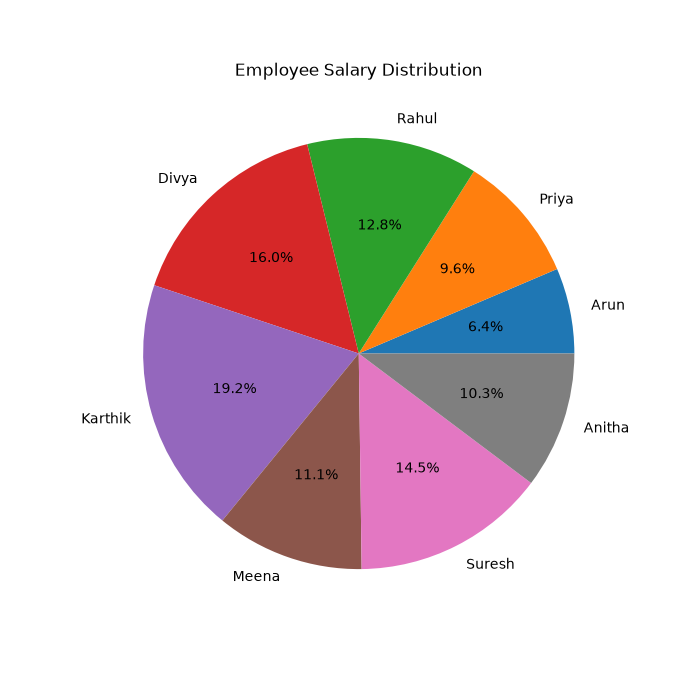 Employee Salary Distribution
Rahul
Divya
Priya
12.8%
16.0%
9.6%
Arun
6.4%
19.2%
10.3%
Karthik
Anitha
14.5%
11.1%
Suresh
Meena